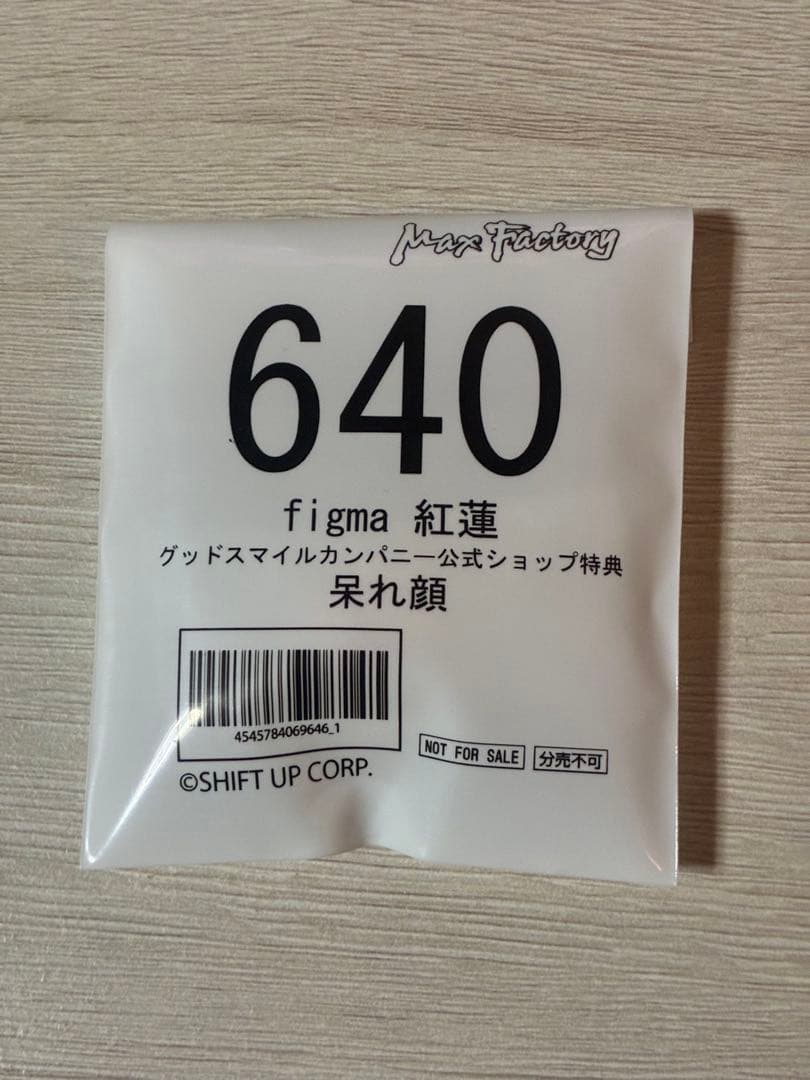 Max Factory
640
figma 紅蓮
グッドスマイルカンパニー公式ショップ特典
呆れ顔
4545784069646_1
NOT FOR SALE 分売不可
©SHIFT UP CORP.